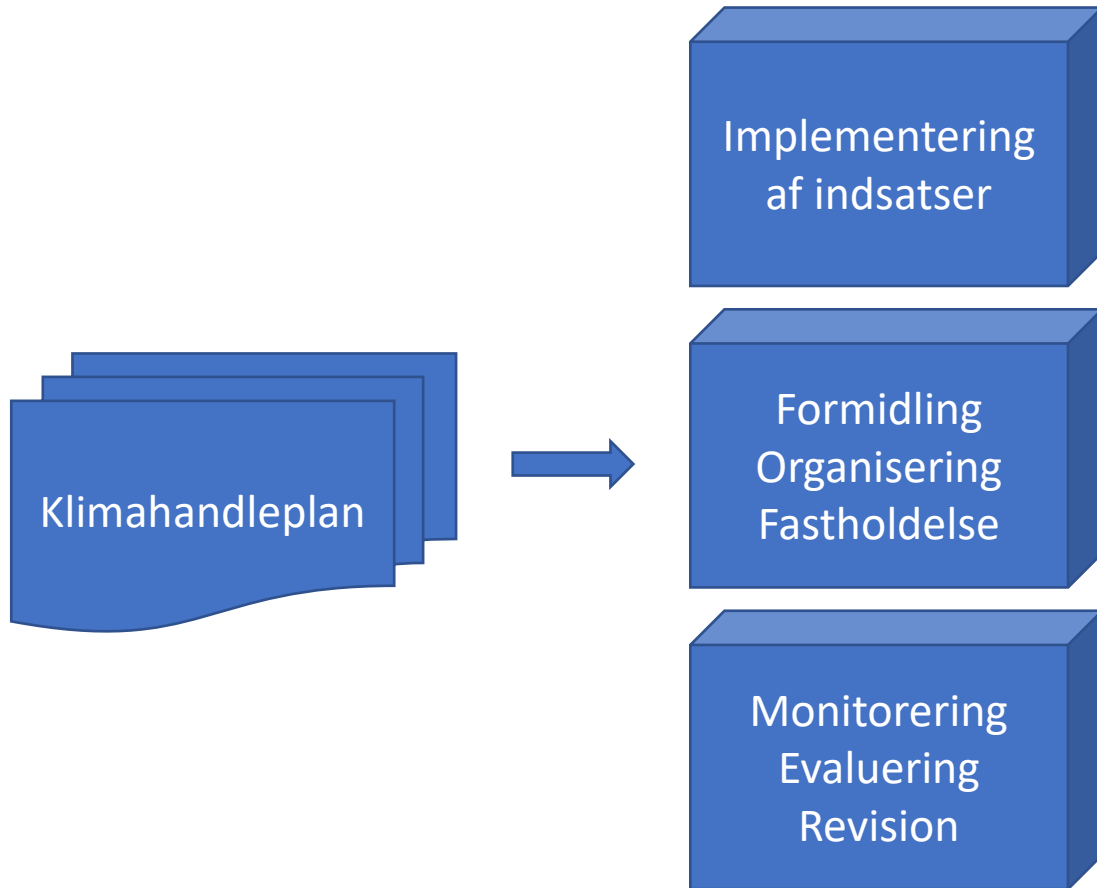 Klimahandleplan
Implementering
af indsatser
Formidling
Organisering
Fastholdelse
Monitorering
Evaluering
Revision